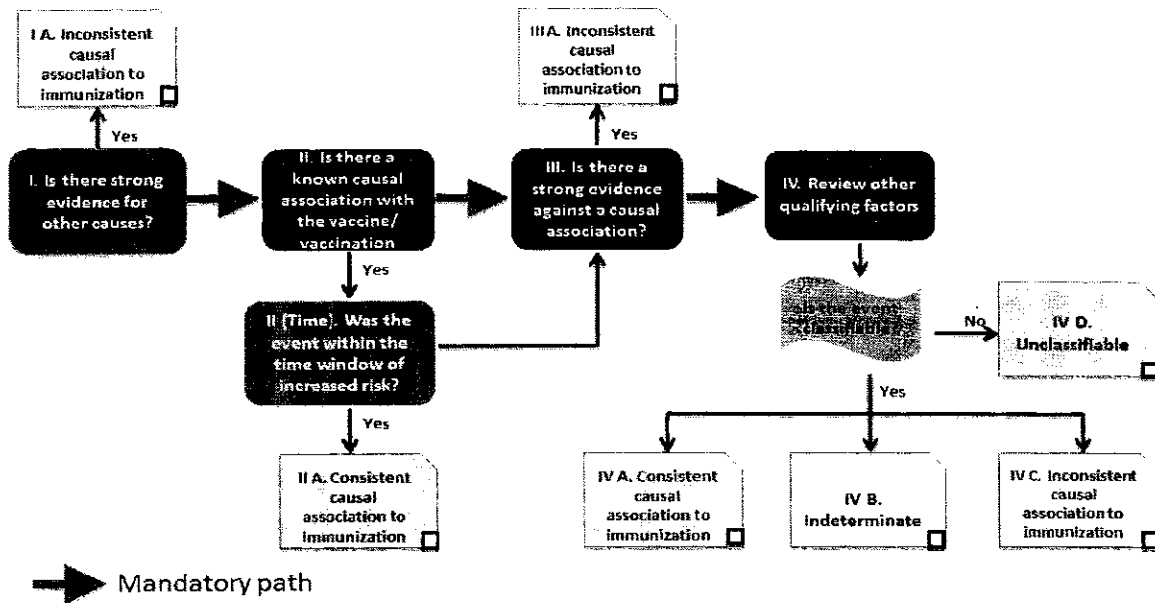 I A. Inconsistent
causal
association to
immunization
III A. Inconsistent
causal
association to
immunization
Yes
Yes
I. Is there strong
evidence for
other causes?
II. Is there a
known causal
association with
the vaccine/
vaccination
III. Is there a
strong evidence
against a causal
association?
IV. Review other
qualifying factors
Yes
II (Time). Was the
event within the
time window of
increased risk?
Is the event
classifiable?
No
IV D.
Unclassifiable
Yes
Yes
II A. Consistent
causal
association to
immunization
IV A. Consistent
causal
association to
immunization
IV B.
Indeterminate
IV C. Inconsistent
causal
association to
immunization
Mandatory path